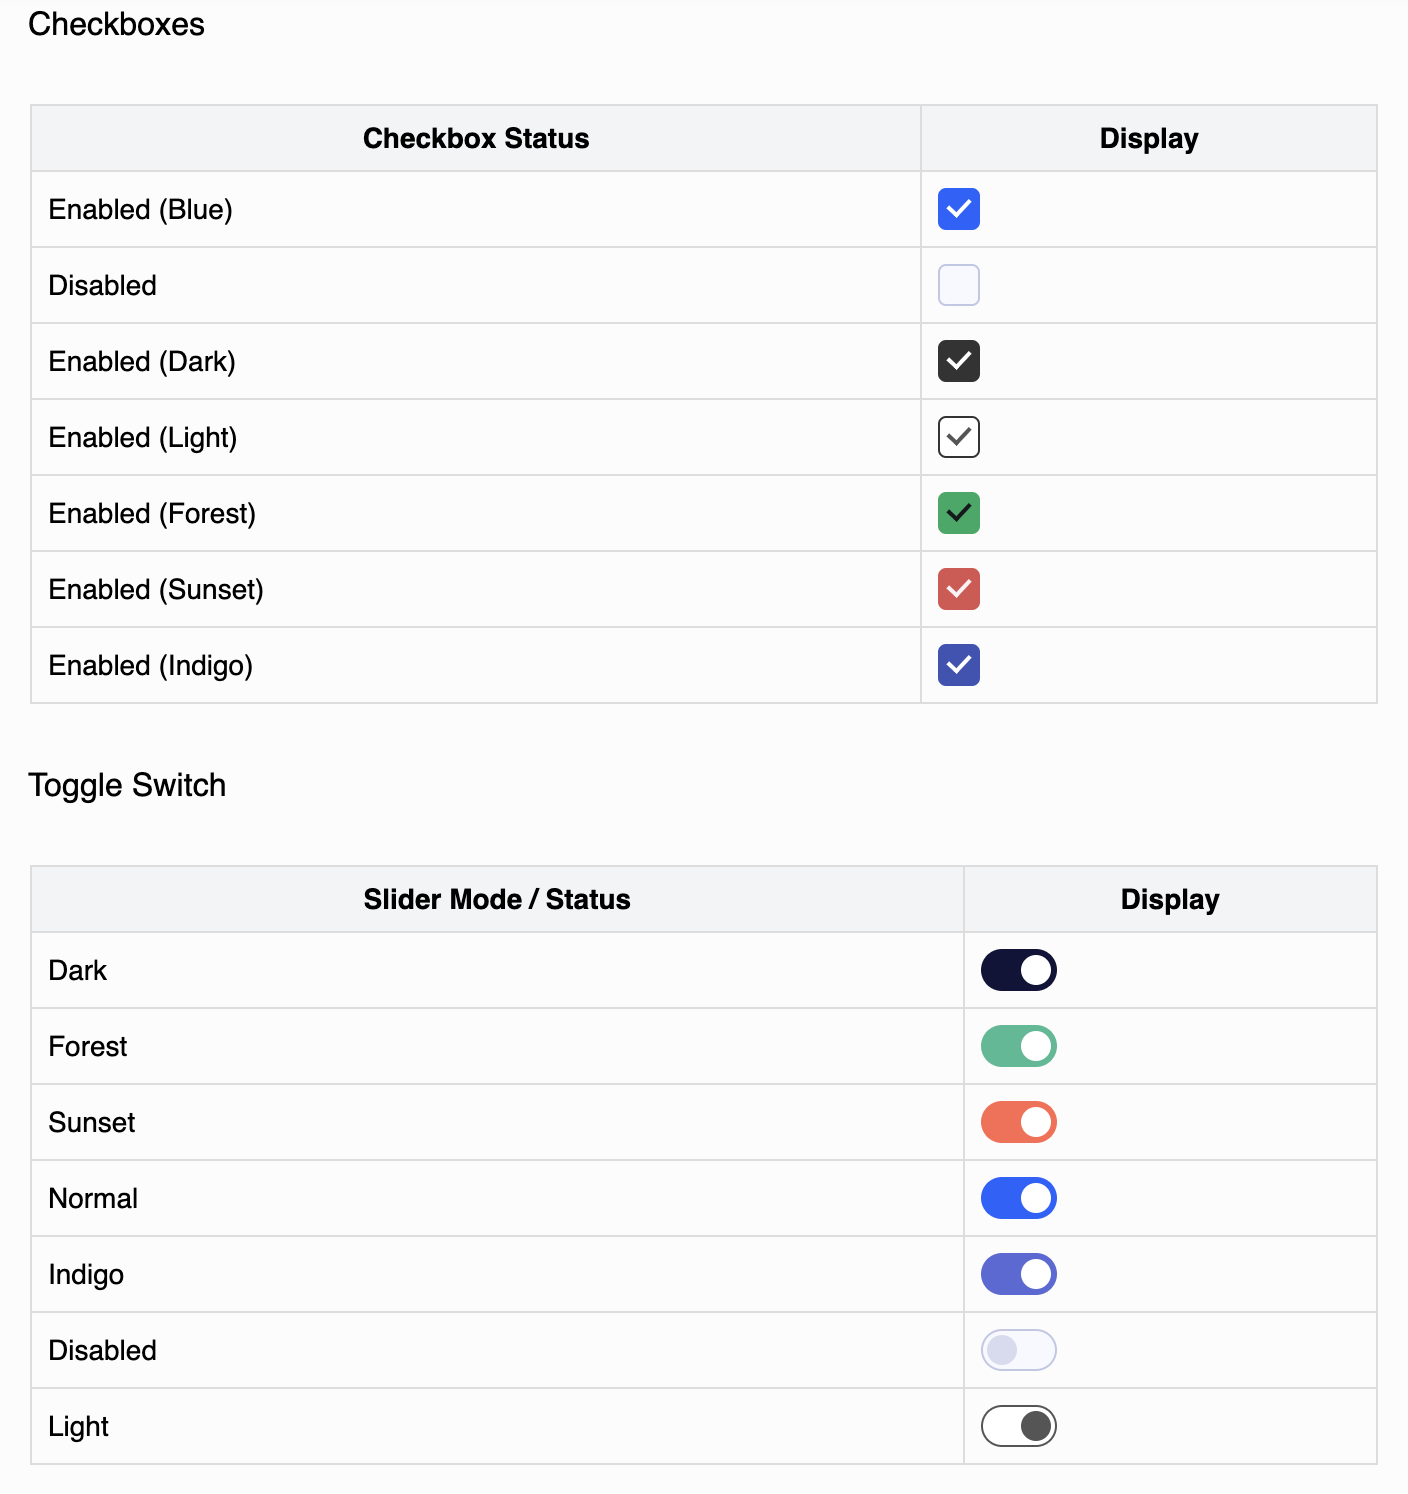 Checkboxes
Checkbox Status Display
Enabled (Blue)
Disabled
Enabled (Dark)
Enabled (Light)
Enabled (Forest)
Enabled (Sunset)
Enabled (Indigo)
Toggle Switch
Slider Mode / Status Display
Dark
Forest
Sunset
Normal
Indigo
Disabled
Light